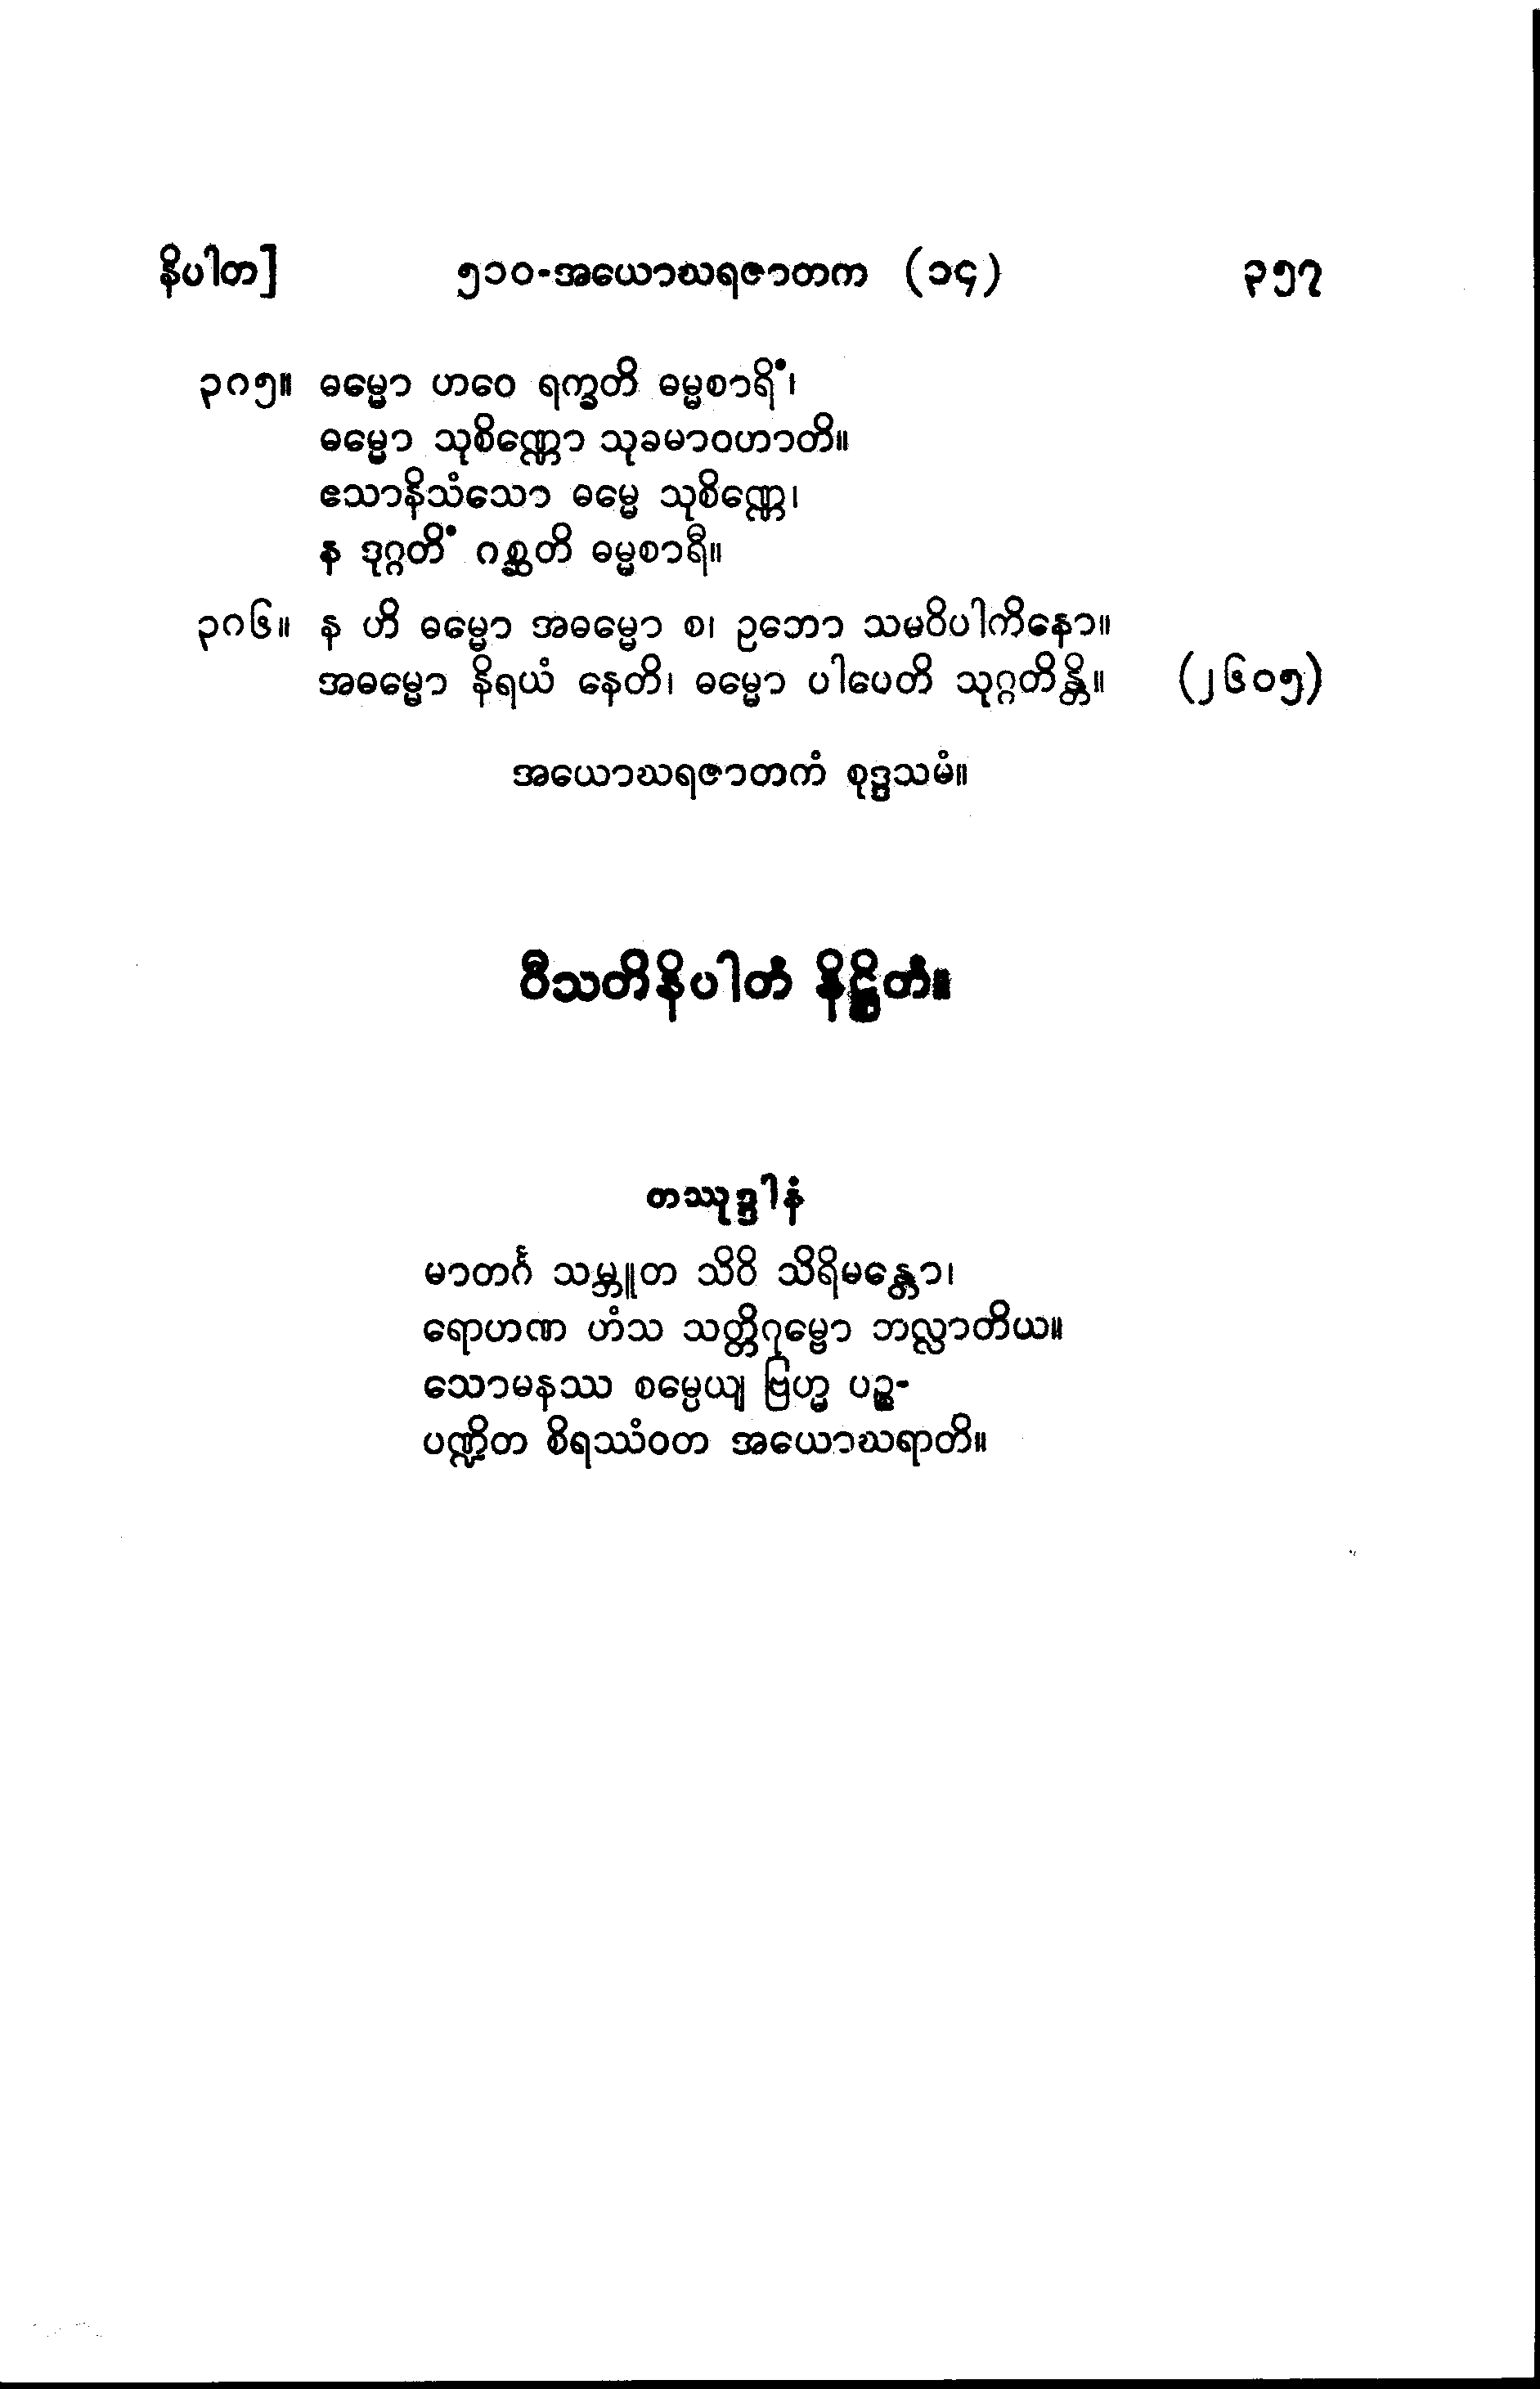 နိပါတ] ၅၁၀-အယောဃရဇာတက (၁၄) ၃၅၇
၃၈၅။ ဓမ္မော ဟဝေ ရက္ခတိ ဓမ္မစာရိံ၊
ဓမ္မော သုစိဏ္ဏော သုခမာဝဟာတိ။
ဧသာနိသံသော ဓမ္မေ သုစိဏ္ဏေ၊
န ဒုဂ္ဂတိံ ဂစ္ဆတိ ဓမ္မစာရီ။
၃၈၆။ န ဟိ ဓမ္မော အဓမ္မော စ၊ ဥဘော သမဝိပါကိနော။
အဓမ္မော နိရယံ နေတိ၊ ဓမ္မော ပါပေတိ သုဂ္ဂတိန္တိ။ (၂၆၀၅)
အယောဃရဇာတကံ စုဒ္ဒသမံ။
ဝီသတိနိပါတံ နိဋ္ဌိတံ။
တဿုဒ္ဒါနံ
မာတင်္ဂ သမ္ဘူတ သိဝိ သိရိမန္တော၊
ရောဟဏ ဟံသ သတ္တိဂုမ္ဗော ဘလ္လာတိယ။
သောမနဿ စမ္ပေယျ ဗြဟ္မ ပဉ္စ-
ပဏ္ဍိတ စိရဿံဝတ အယောဃရာတိ။